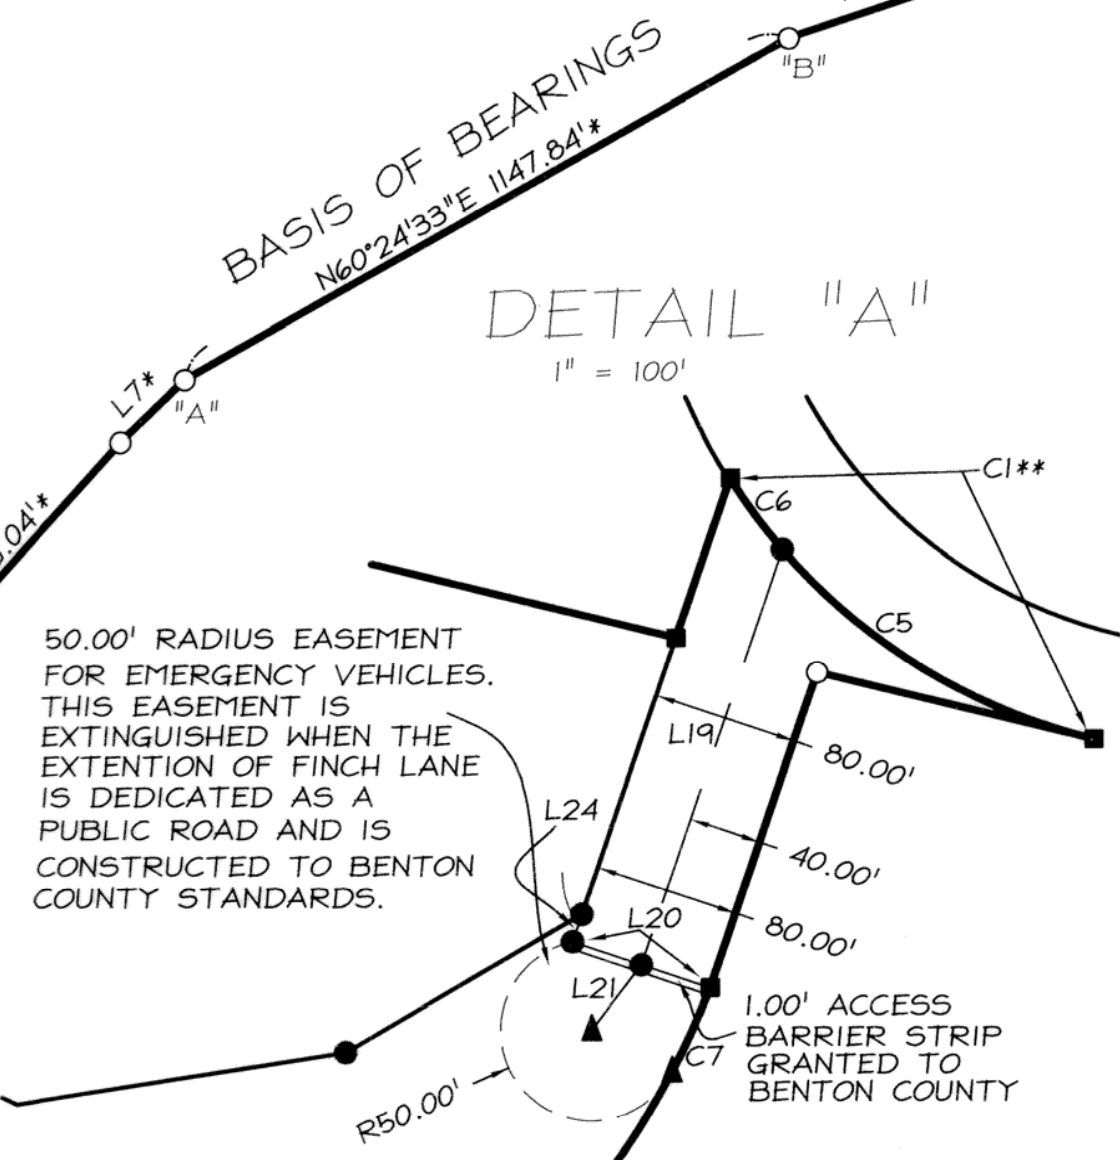 "B"
BASIS OF BEARINGS
N60°24'33"E 1147.84'*
DETAIL "A"
1" = 100'
L7*
"A"
.04'*
C1**
C6
C5
50.00' RADIUS EASEMENT
FOR EMERGENCY VEHICLES.
THIS EASEMENT IS
EXTINGUISHED WHEN THE
EXTENTION OF FINCH LANE
IS DEDICATED AS A
PUBLIC ROAD AND IS
CONSTRUCTED TO BENTON
COUNTY STANDARDS.
L19
80.00'
L24
40.00'
L20
80.00'
L21
1.00' ACCESS
BARRIER STRIP
GRANTED TO
BENTON COUNTY
C7
R50.00'